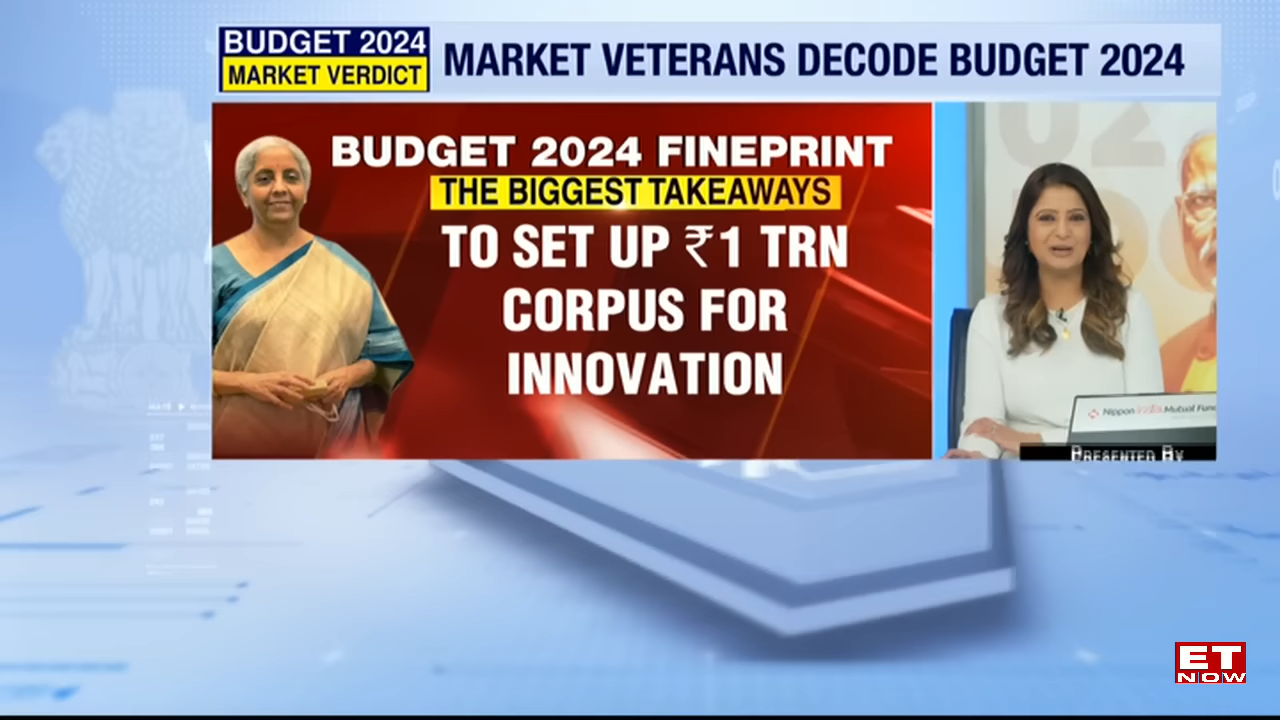 BUDGET 2024
MARKET VERDICT
MARKET VETERANS DECODE BUDGET 2024
BUDGET 2024 FINEPRINT
THE BIGGEST TAKEAWAYS
TO SET UP ₹1 TRN
CORPUS FOR
INNOVATION
02
Nippon India Mutual Fund
PRESENTED BY
ET
NOW